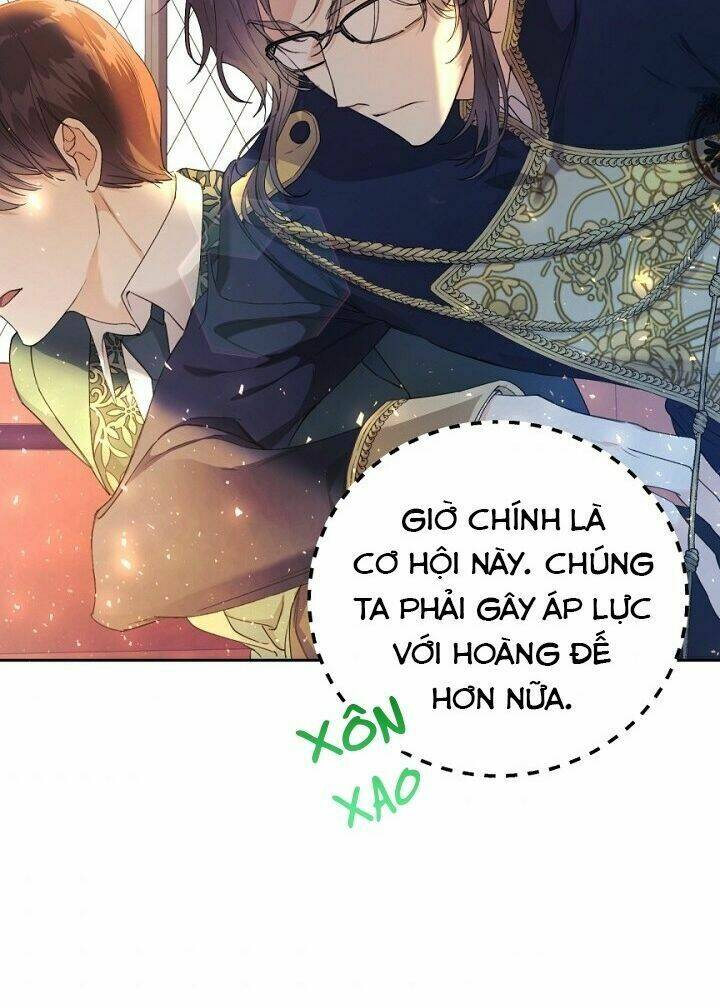 GIỜ CHÍNH LÀ
CƠ HỘI NÀY. CHÚNG
TA PHẢI GÂY ÁP LỰC
VỚI HOÀNG ĐẾ
HƠN NỮA.
XÔN
XAO